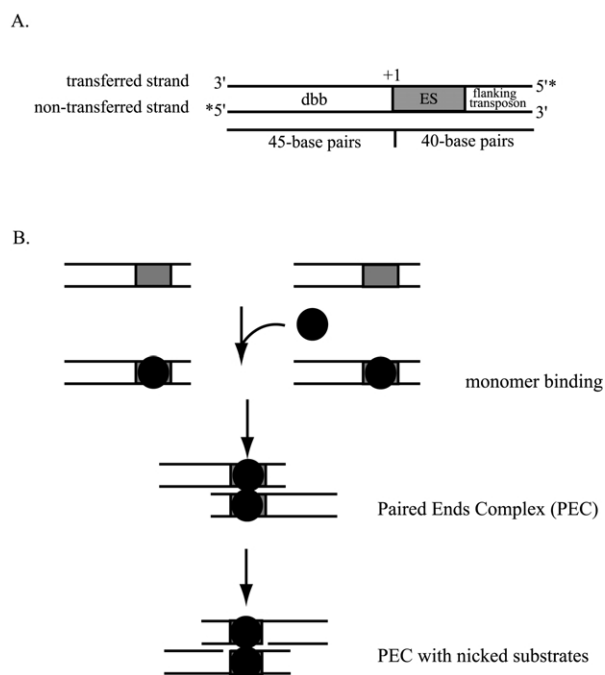 A.
+1
transferred strand 3' 5'*
dbb ES flanking transposon
non-transferred strand *5' 3'
45-base pairs 40-base pairs
B.
monomer binding
Paired Ends Complex (PEC)
PEC with nicked substrates